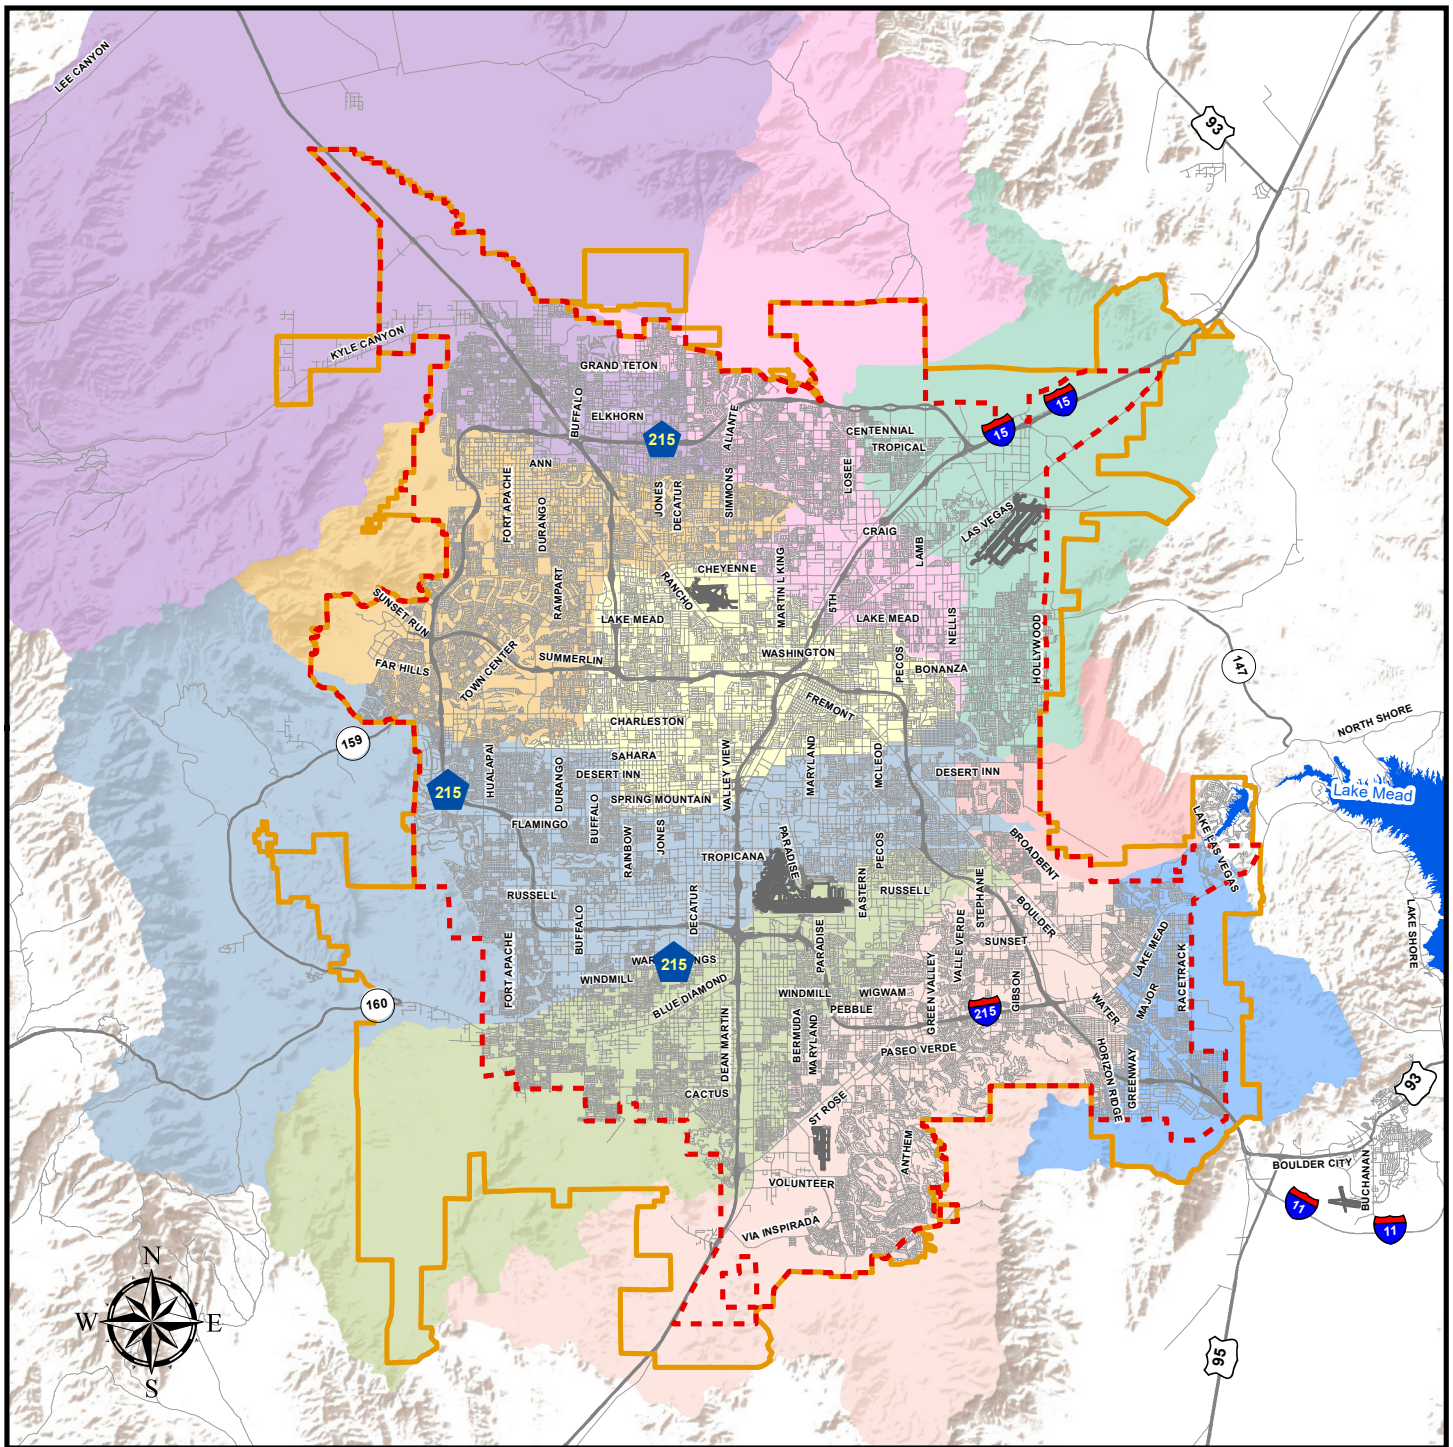 LEE CANYON
93
KYLE CANYON
GRAND TETON
BUFFALO
ELKHORN
215
ALIANTE
15
15
CENTENNIAL
TROPICAL
ANN
FORT APACHE
DURANGO
JONES
DECATUR
SIMMONS
LOSEE
CRAIG
LAS VEGAS
LAMB
CHEYENNE
RANCHO
MARTIN L KING
RAMPART
SUNSET RUN
LAKE MEAD
5TH
LAKE MEAD
NELLIS
HOLLYWOOD
FAR HILLS
TOWN CENTER
SUMMERLIN
WASHINGTON
PECOS
BONANZA
147
FREMONT
CHARLESTON
159
NORTH SHORE
SAHARA
DESERT INN
HUALAPAI
DURANGO
VALLEY VIEW
MARYLAND
MCLEOD
DESERT INN
215
SPRING MOUNTAIN
Lake Mead
FLAMINGO
BUFFALO
RAINBOW
JONES
TROPICANA
PARADISE
PECOS
BROADBENT
LAKE LAS VEGAS
RUSSELL
DECATUR
EASTERN
RUSSELL
STEPHANIE
BOULDER
BUFFALO
FORT APACHE
PARADISE
VALLE VERDE
SUNSET
LAKE MEAD
RACETRACK
LAKE SHORE
215
WINDMILL
BLUE DIAMOND
WINDMILL
WIGWAM
GREEN VALLEY
GIBSON
160
PEBBLE
215
WATER
MAJOR
DEAN MARTIN
BERMUDA
MARYLAND
PASEO VERDE
HORIZON RIDGE
GREENWAY
93
CACTUS
ST ROSE
ANTHEM
BOULDER CITY
BUCHANAN
VOLUNTEER
11
11
VIA INSPIRADA
N
W
E
S
95